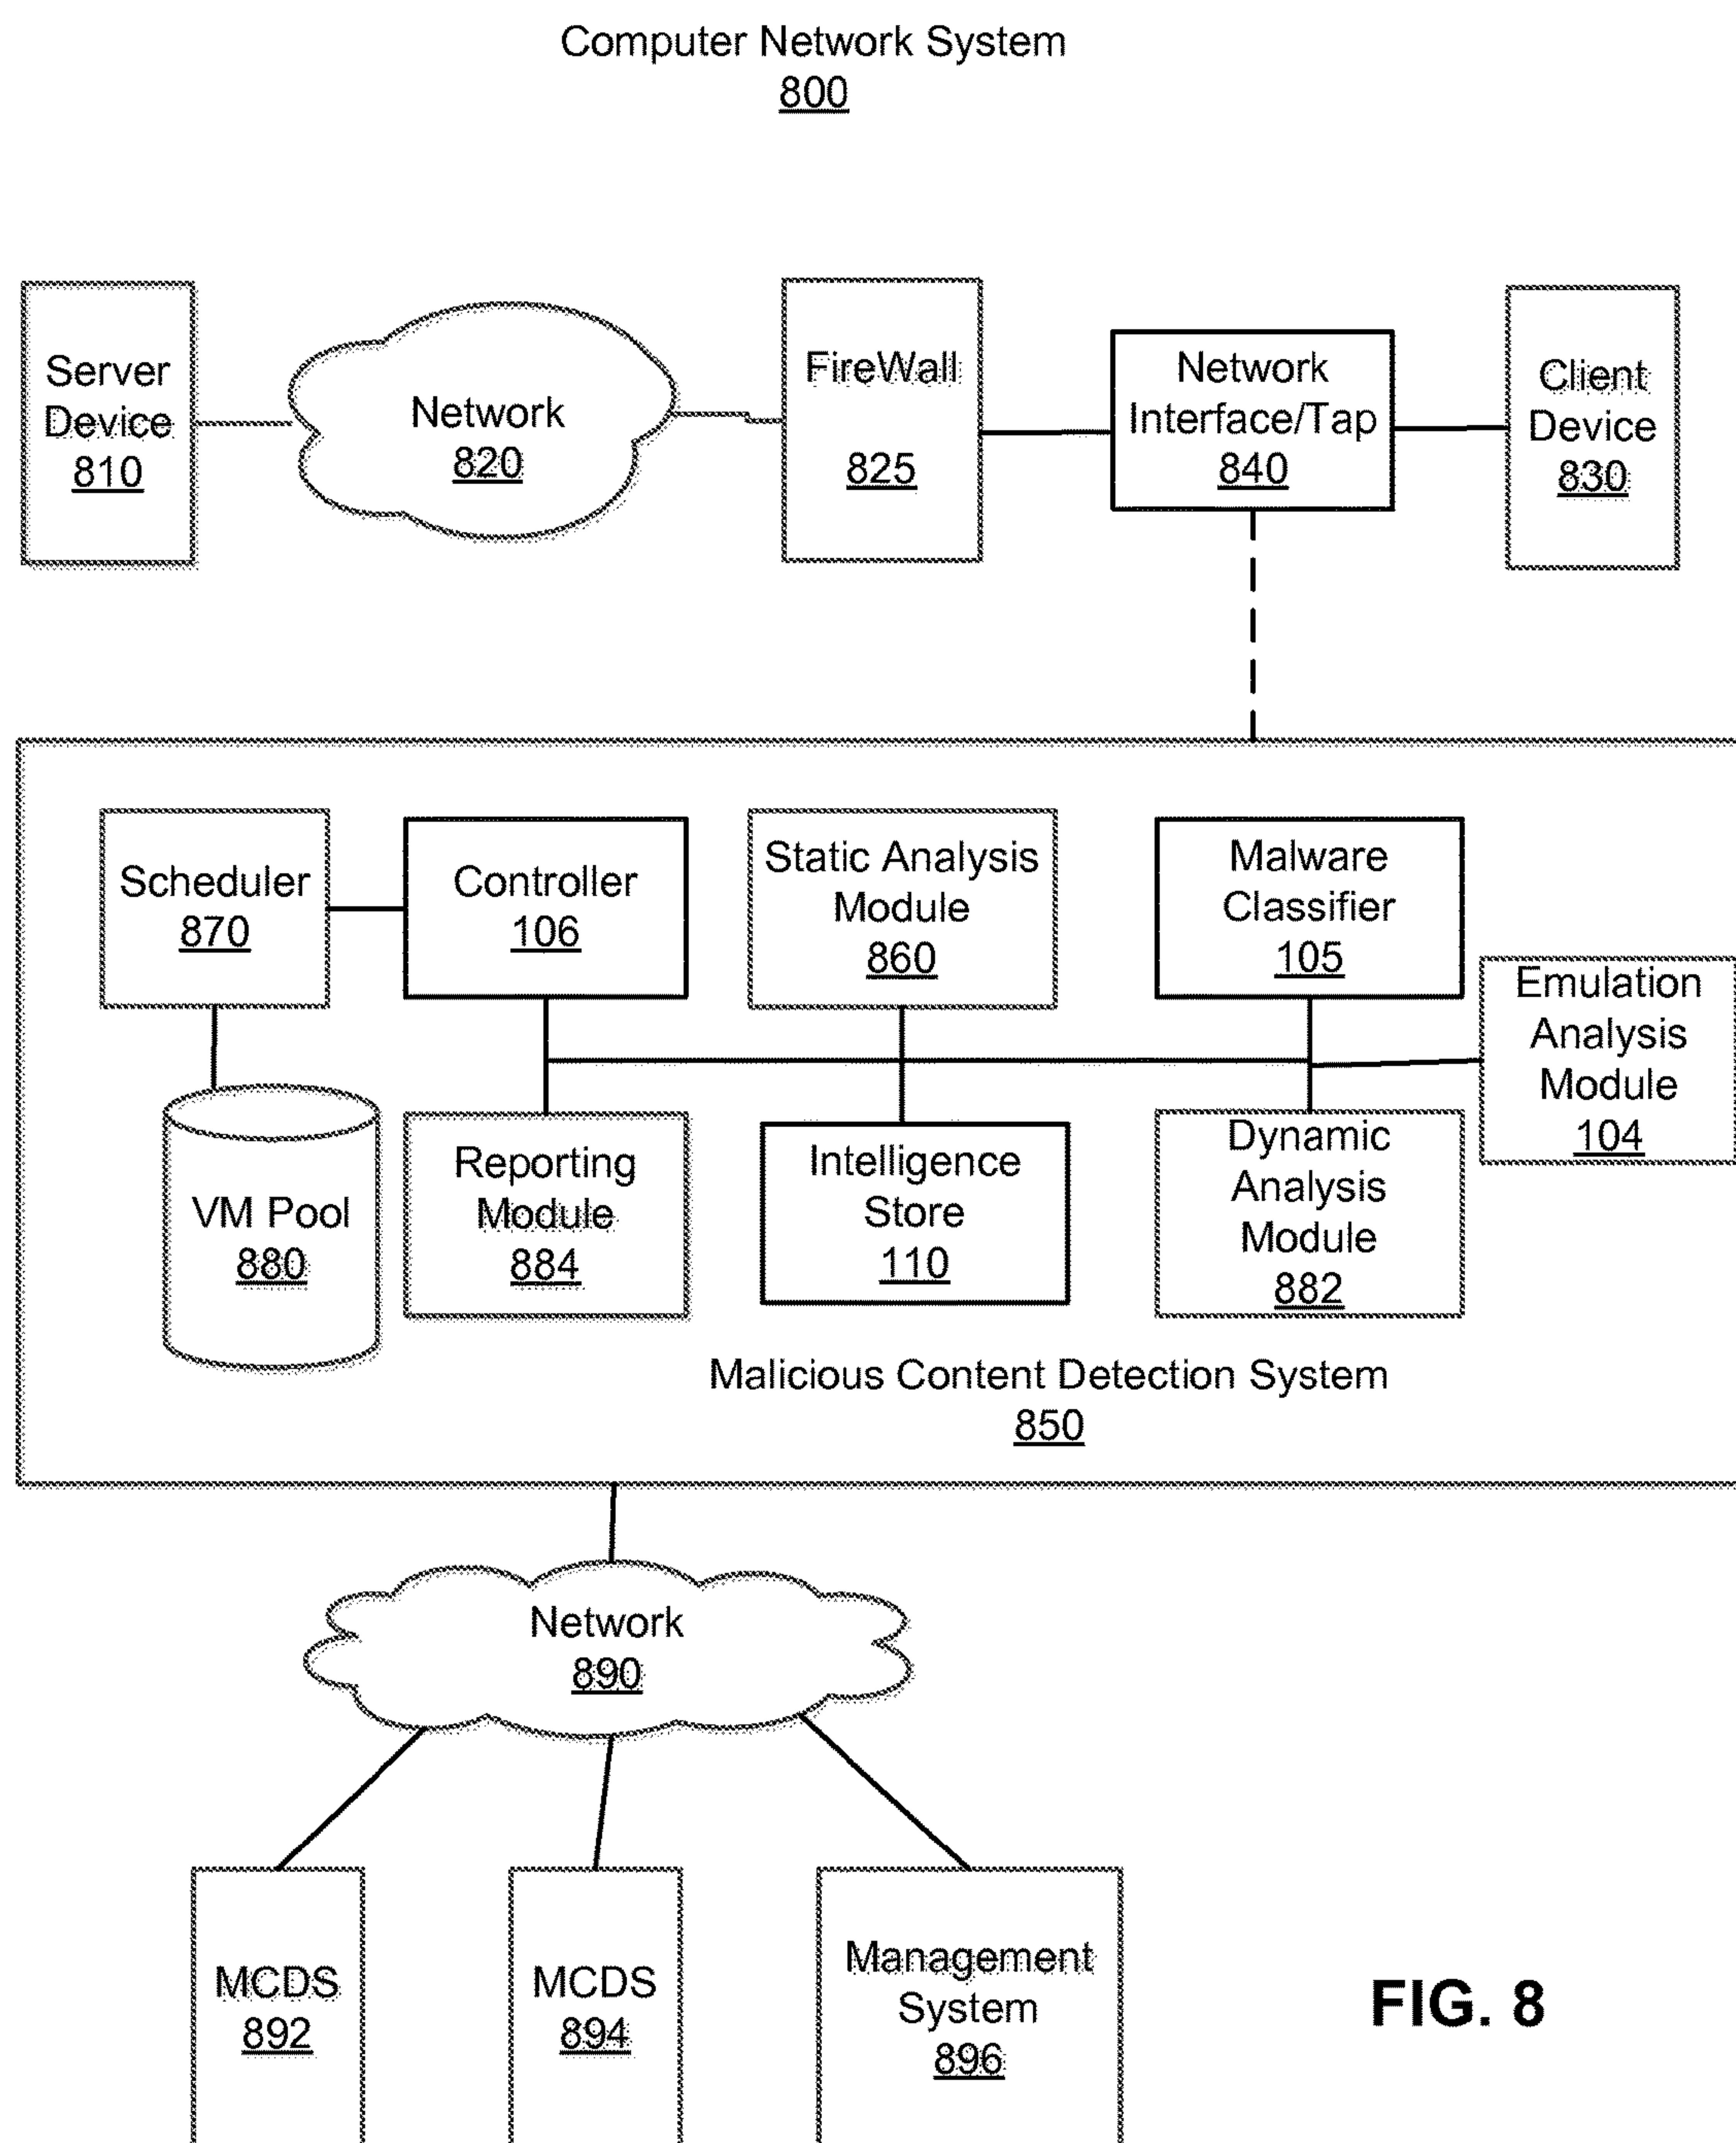 Computer Network System
800
Server
Device
810
Network
820
FireWall
825
Network
Interface/Tap
840
Client
Device
830
Scheduler
870
Controller
106
Static Analysis
Module
860
Malware
Classifier
105
Emulation
Analysis
Module
104
VM Pool
880
Reporting
Module
884
Intelligence
Store
110
Dynamic
Analysis
Module
882
Malicious Content Detection System
850
Network
890
MCDS
892
MCDS
894
Management
System
896
FIG. 8